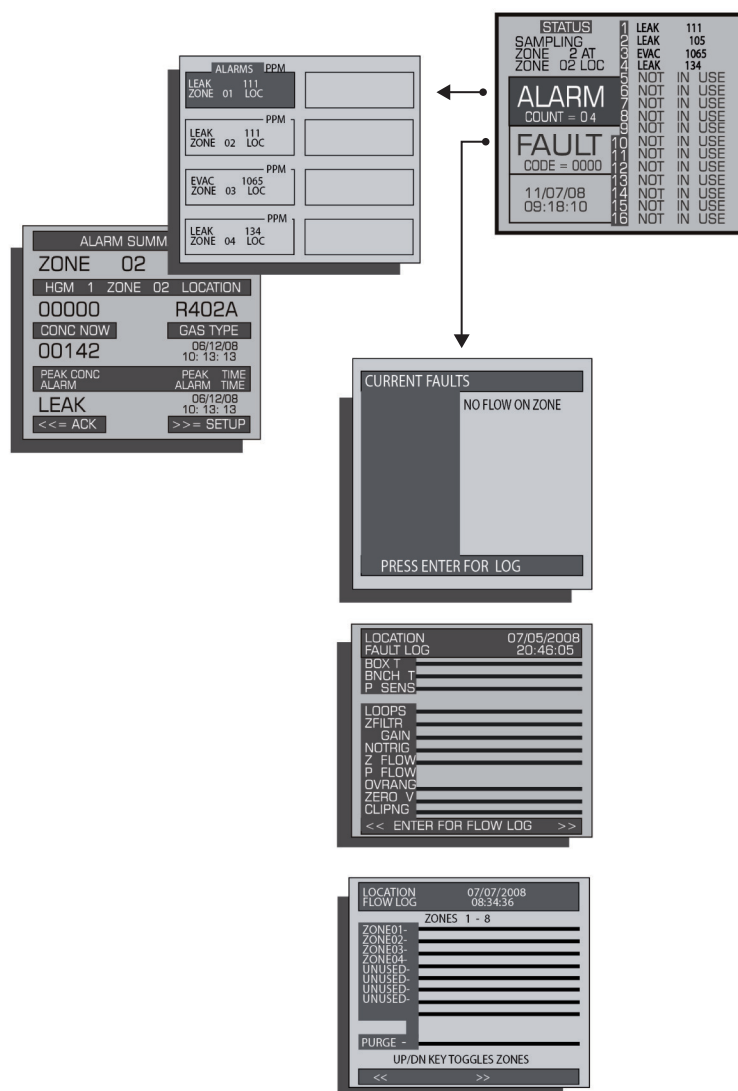 STATUS
SAMPLING
ZONE 2 AT
ZONE 02 LOC
ALARM
COUNT = 04
FAULT
CODE = 0000
11/07/08
09:18:10
1 LEAK 111
2 LEAK 105
3 EVAC 1065
4 LEAK 134
5 NOT IN USE
6 NOT IN USE
7 NOT IN USE
8 NOT IN USE
9 NOT IN USE
10 NOT IN USE
11 NOT IN USE
12 NOT IN USE
13 NOT IN USE
14 NOT IN USE
15 NOT IN USE
16 NOT IN USE
ALARMS PPM
LEAK 111
ZONE 01 LOC
PPM
LEAK 111
ZONE 02 LOC
PPM
EVAC 1065
ZONE 03 LOC
PPM
LEAK 134
ZONE 04 LOC
ALARM SUMM
ZONE 02
HGM 1 ZONE 02 LOCATION
00000 R402A
CONC NOW GAS TYPE
00142 06/12/08
10: 13: 13
PEAK CONC PEAK TIME
ALARM ALARM TIME
LEAK 06/12/08
10: 13: 13
<<= ACK >>= SETUP
CURRENT FAULTS
NO FLOW ON ZONE
PRESS ENTER FOR LOG
LOCATION 07/05/2008
FAULT LOG 20:46:05
BOX T
BNCH T
P SENS
LOOPS
ZFILTR
GAIN
NOTRIG
Z FLOW
P FLOW
OVRANG
ZERO V
CLIPNG
<< ENTER FOR FLOW LOG >>
LOCATION 07/07/2008
FLOW LOG 08:34:36
ZONES 1 - 8
ZONE01-
ZONE02-
ZONE03-
ZONE04-
UNUSED-
UNUSED-
UNUSED-
UNUSED-
PURGE -
UP/DN KEY TOGGLES ZONES
<< >>